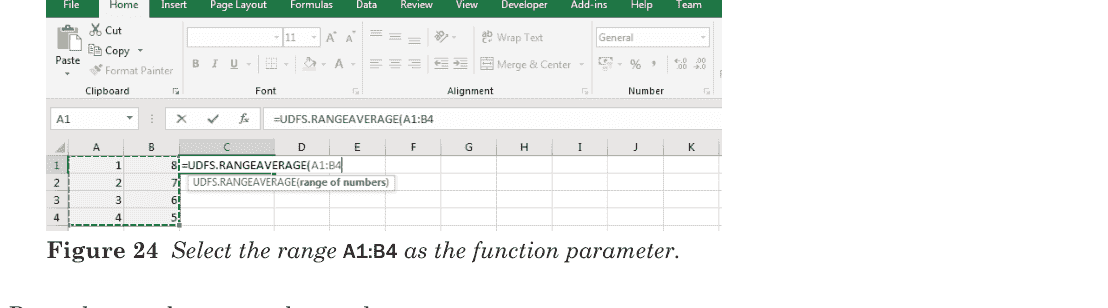 File Home Insert Page Layout Formulas Data Review View Developer Add-ins Help Team
Cut
Copy
Format Painter
Paste
11 A A
Wrap Text
General
B I U A
Merge & Center
% ,
Clipboard Font Alignment Number
A1 fx =UDFS.RANGEAVERAGE(A1:B4
A B C D E F G H I J K
1 1 8 =UDFS.RANGEAVERAGE(A1:B4
2 2 7 UDFS.RANGEAVERAGE(range of numbers)
3 3 6
4 4 5
Figure 24 Select the range A1:B4 as the function parameter.